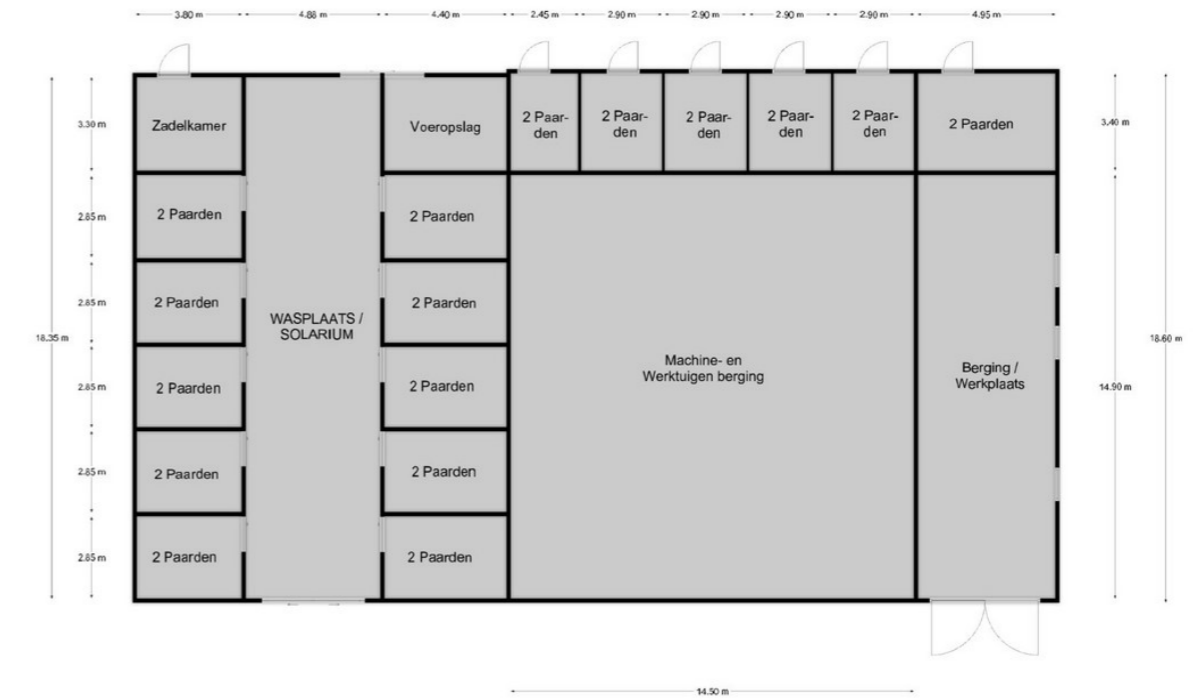 3.80 m
4.88 m
4.40 m
2.45 m
2.90 m
2.90 m
2.90 m
2.90 m
4.95 m
3.30 m
Zadelkamer
Voeropslag
2 Paar-
den
2 Paar-
den
2 Paar-
den
2 Paar-
den
2 Paar-
den
2 Paarden
3.40 m
2.85 m
2 Paarden
2 Paarden
2.85 m
2 Paarden
WASPLAATS /
SOLARIUM
2 Paarden
18.35 m
18.60 m
2.85 m
2 Paarden
2 Paarden
Machine- en
Werktuigen berging
Berging /
Werkplaats
14.90 m
2.85 m
2 Paarden
2 Paarden
2.85 m
2 Paarden
2 Paarden
14.50 m